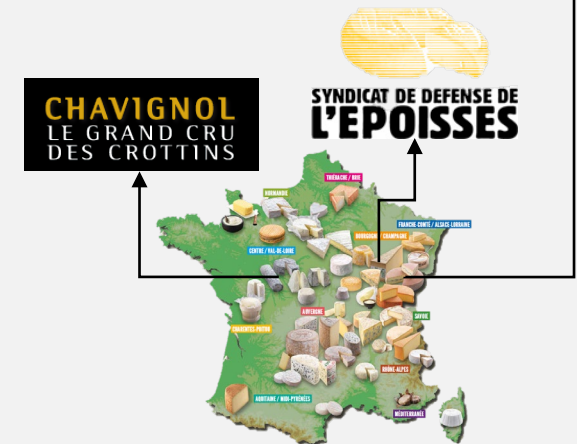 SYNDICAT DE DEFENSE DE
L'EPOISSES
CHAVIGNOL
LE GRAND CRU
DES CROTTINS
THIÉRACHE / BRIE
NORMANDIE
FRANCHE-COMTÉ / ALSACE-LORRAINE
BOURGOGNE / CHAMPAGNE
CENTRE / VAL-DE-LOIRE
AUVERGNE
SAVOIE
CHARENTES-POITOU
RHÔNE-ALPES
AQUITAINE / MIDI-PYRÉNÉES
MÉDITERRANÉE